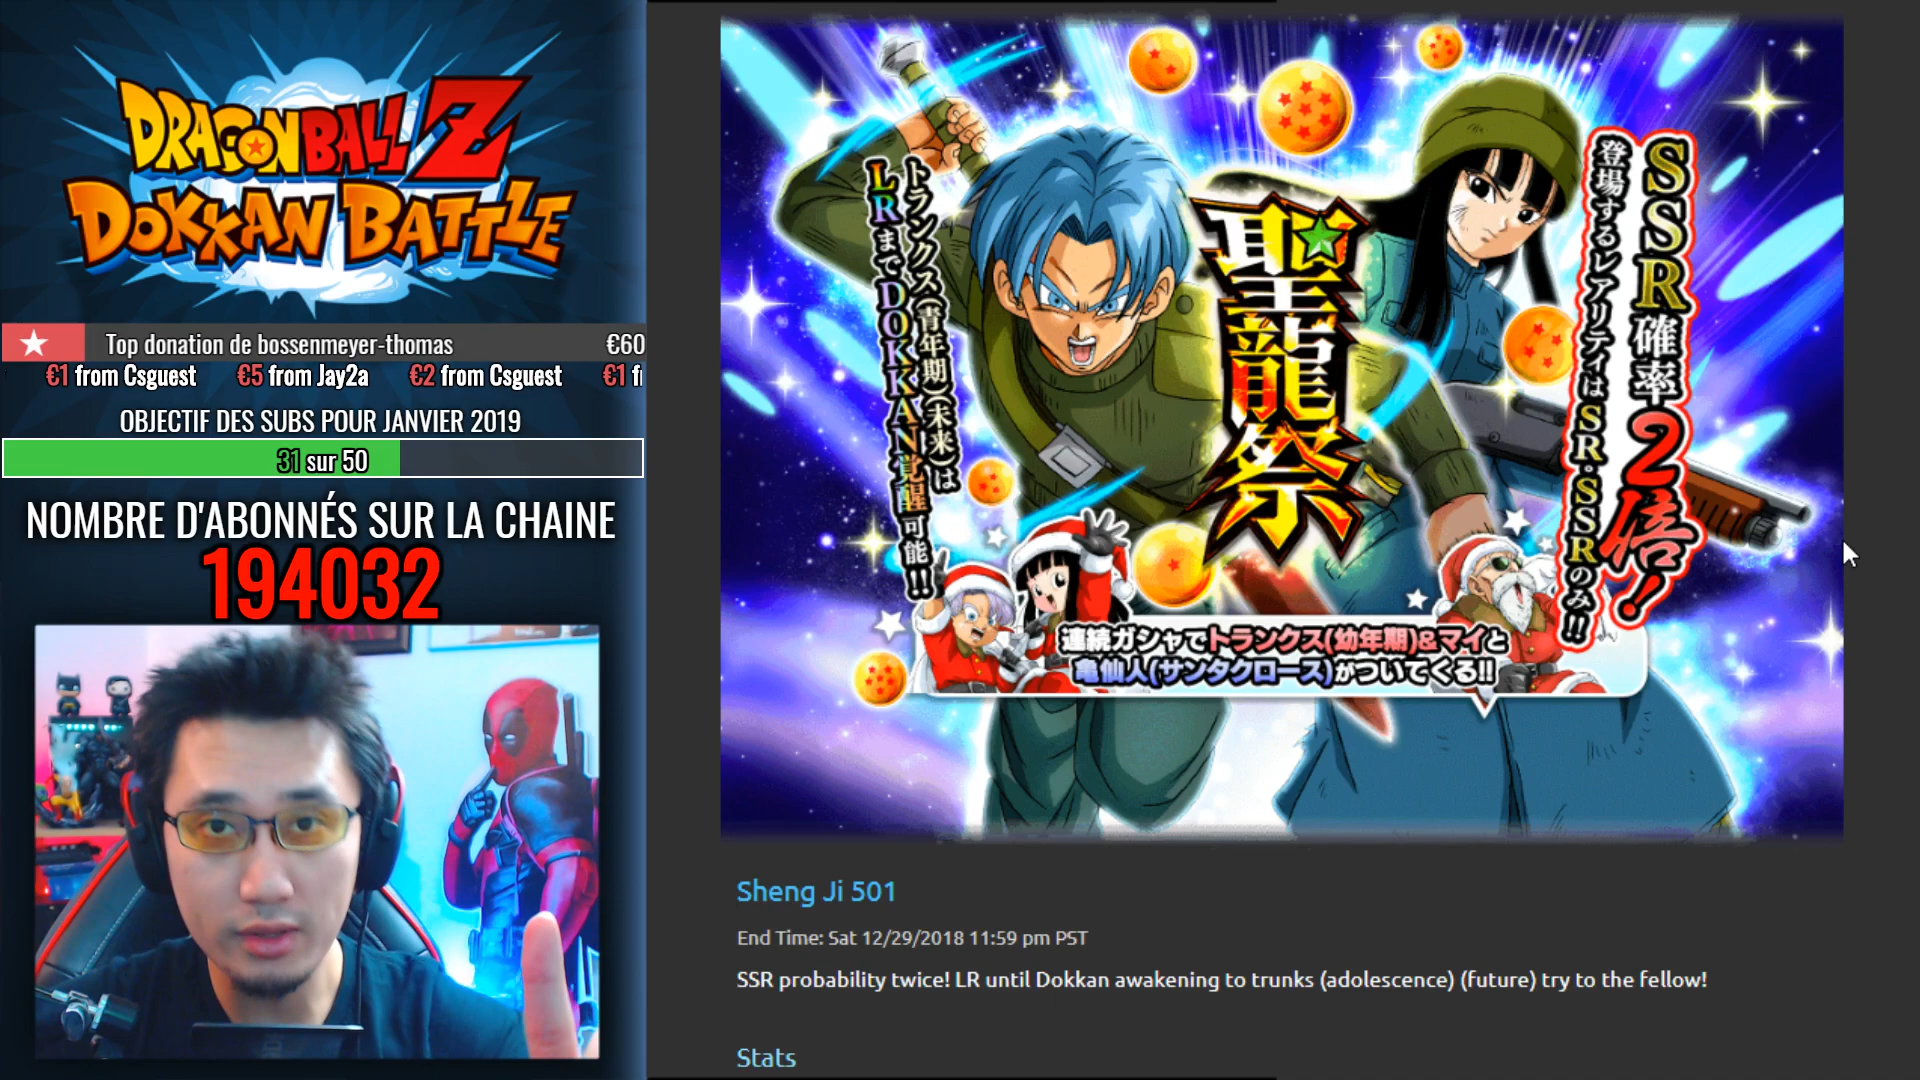 DRAGONBALL Z
DOKKAN BATTLE
Top donation de bossenmeyer-thomas €60
€1 from Csguest €5 from Jay2a €2 from Csguest €1 f
OBJECTIF DES SUBS POUR JANVIER 2019
31 sur 50
NOMBRE D'ABONNÉS SUR LA CHAINE
194032
SSR確率2倍!
登場するレアリティはSR・SSRのみ!!
聖龍祭
トランクス(青年期)(未来)は
LRまでDOKKAN覚醒可能!!
連続ガシャでトランクス(幼年期)&マイと
亀仙人(サンタクロース)がついてくる!!
Sheng Ji 501
End Time: Sat 12/29/2018 11:59 pm PST
SSR probability twice! LR until Dokkan awakening to trunks (adolescence) (future) try to the fellow!
Stats